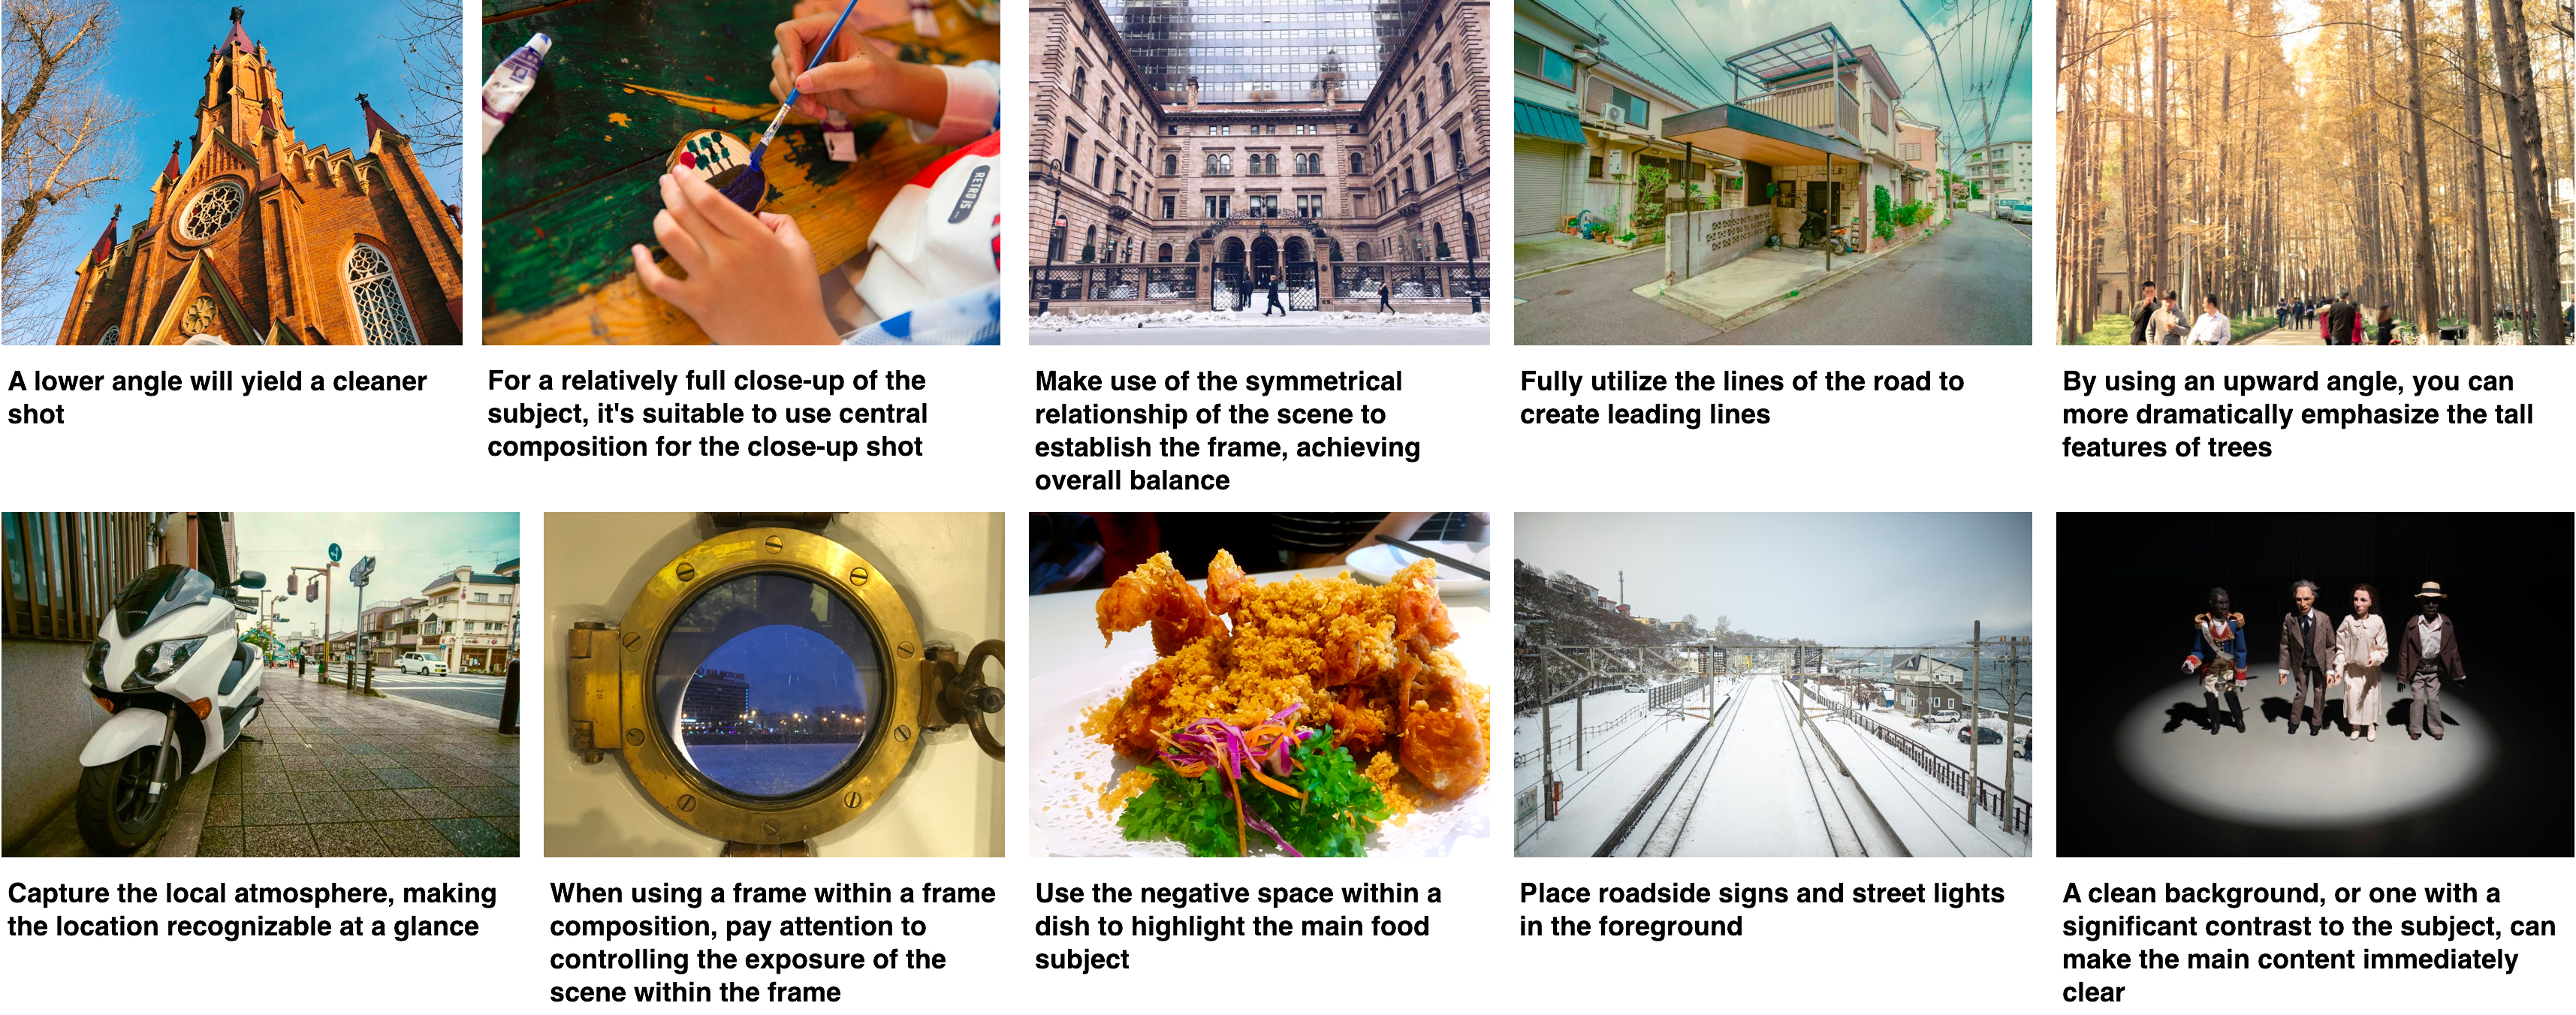 RETRO IS
A lower angle will yield a cleaner
shot
For a relatively full close-up of the
subject, it's suitable to use central
composition for the close-up shot
Make use of the symmetrical
relationship of the scene to
establish the frame, achieving
overall balance
Fully utilize the lines of the road to
create leading lines
By using an upward angle, you can
more dramatically emphasize the tall
features of trees
KIA MOTORS
Capture the local atmosphere, making
the location recognizable at a glance
When using a frame within a frame
composition, pay attention to
controlling the exposure of the
scene within the frame
Use the negative space within a
dish to highlight the main food
subject
Place roadside signs and street lights
in the foreground
A clean background, or one with a
significant contrast to the subject, can
make the main content immediately
clear